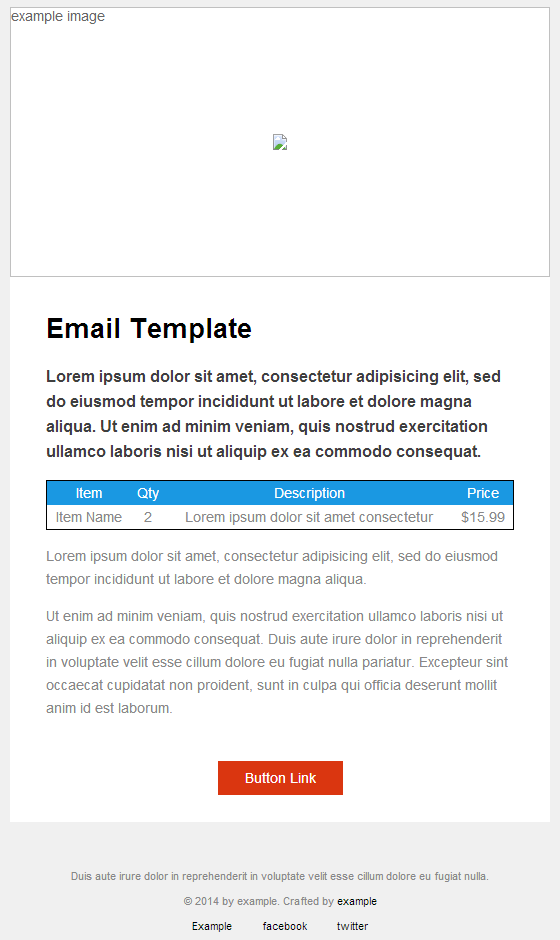 example image
Email Template
Lorem ipsum dolor sit amet, consectetur adipisicing elit, sed
do eiusmod tempor incididunt ut labore et dolore magna
aliqua. Ut enim ad minim veniam, quis nostrud exercitation
ullamco laboris nisi ut aliquip ex ea commodo consequat.
Item Qty Description Price
Item Name 2 Lorem ipsum dolor sit amet consectetur $15.99
Lorem ipsum dolor sit amet, consectetur adipisicing elit, sed do eiusmod
tempor incididunt ut labore et dolore magna aliqua.
Ut enim ad minim veniam, quis nostrud exercitation ullamco laboris nisi ut
aliquip ex ea commodo consequat. Duis aute irure dolor in reprehenderit
in voluptate velit esse cillum dolore eu fugiat nulla pariatur. Excepteur sint
occaecat cupidatat non proident, sunt in culpa qui officia deserunt mollit
anim id est laborum.
Button Link
Duis aute irure dolor in reprehenderit in voluptate velit esse cillum dolore eu fugiat nulla.
© 2014 by example. Crafted by example
Example facebook twitter